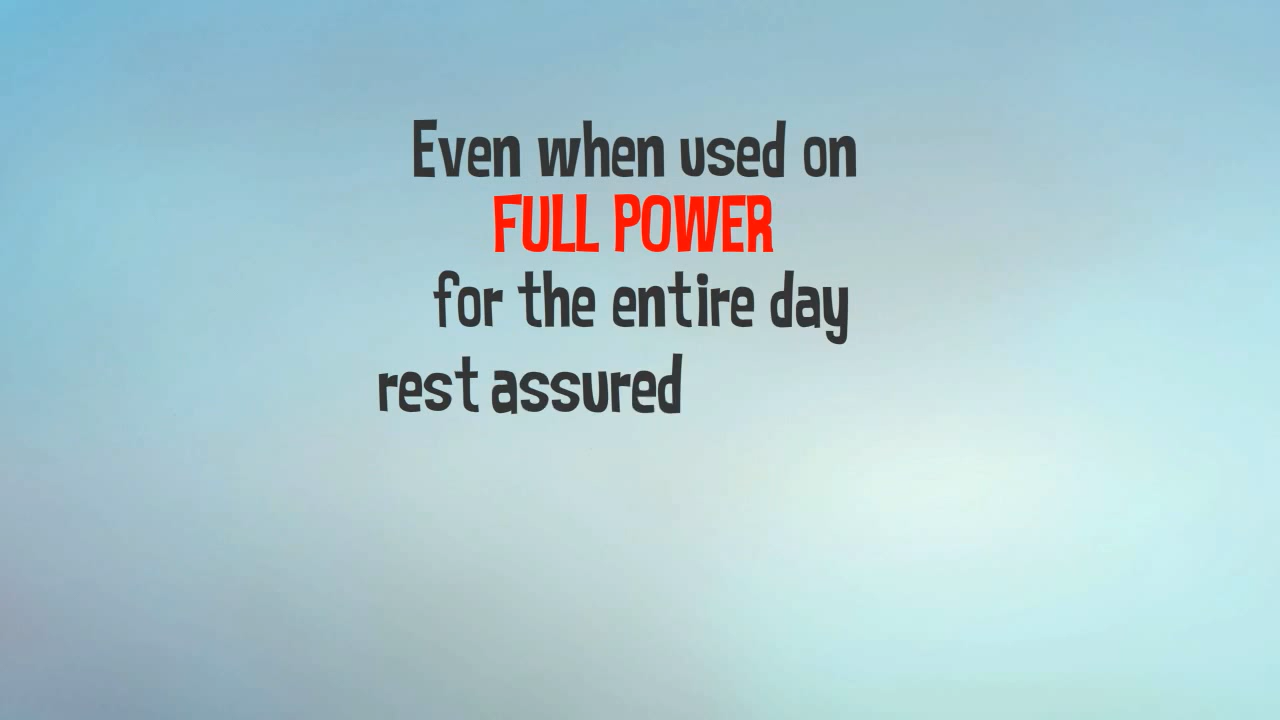 Even when used on
FULL POWER
for the entire day
rest assured